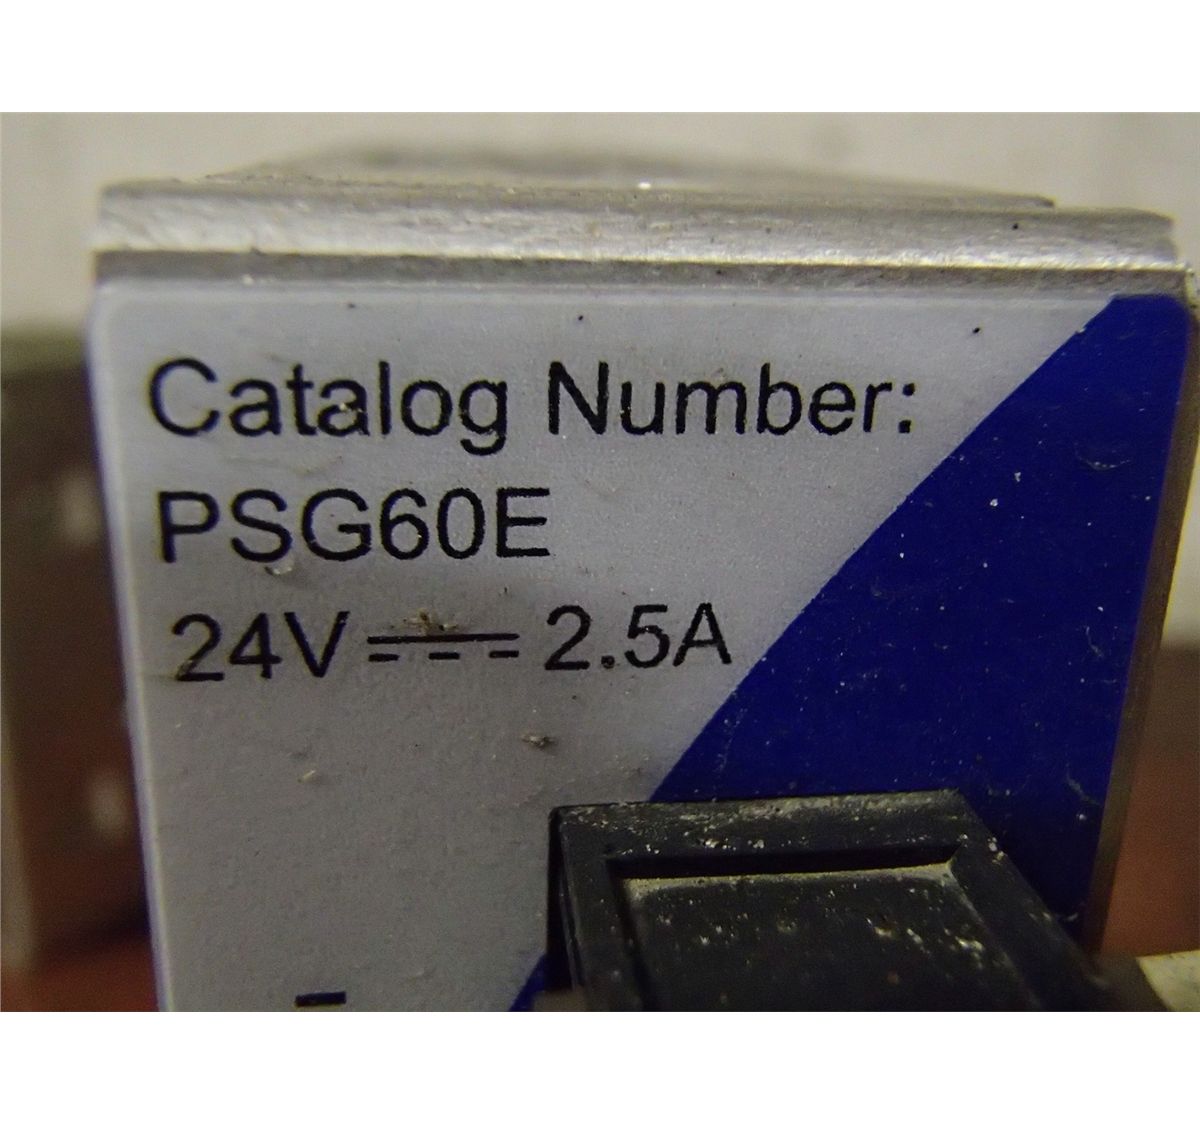 Catalog Number:
PSG60E
24V ⎓ 2.5A
-